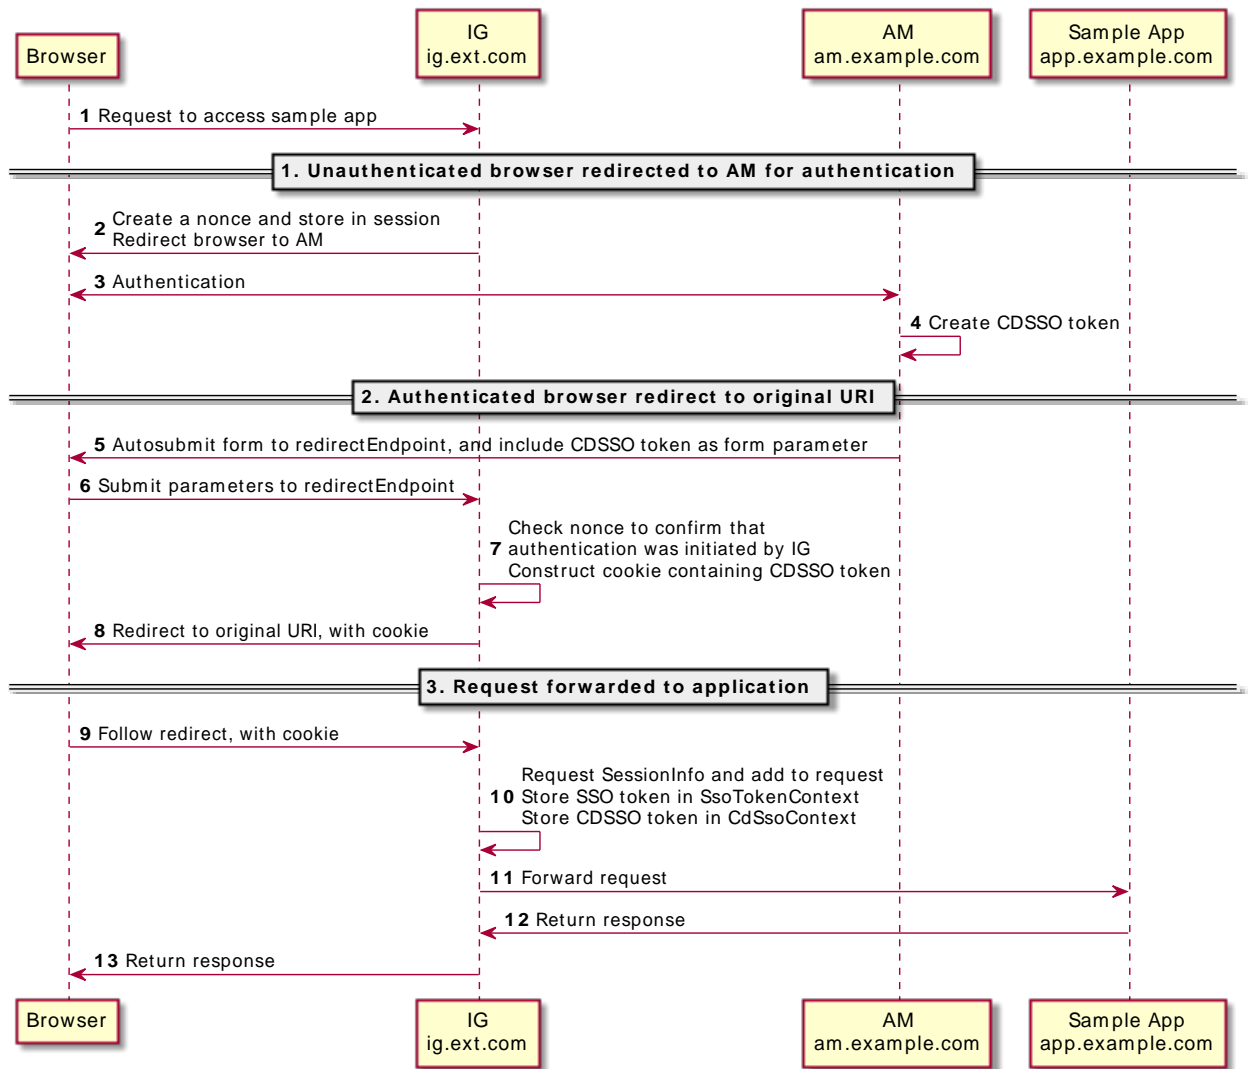 Browser
IG
ig.ext.com
AM
am.example.com
Sample App
app.example.com
1 Request to access sample app
1. Unauthenticated browser redirected to AM for authentication
2 Create a nonce and store in session
Redirect browser to AM
3 Authentication
4 Create CDSSO token
2. Authenticated browser redirect to original URI
5 Autosubmit form to redirectEndpoint, and include CDSSO token as form parameter
6 Submit parameters to redirectEndpoint
Check nonce to confirm that
7 authentication was initiated by IG
Construct cookie containing CDSSO token
8 Redirect to original URI, with cookie
3. Request forwarded to application
9 Follow redirect, with cookie
Request SessionInfo and add to request
10 Store SSO token in SsoTokenContext
Store CDSSO token in CdSsoContext
11 Forward request
12 Return response
13 Return response
Browser
IG
ig.ext.com
AM
am.example.com
Sample App
app.example.com